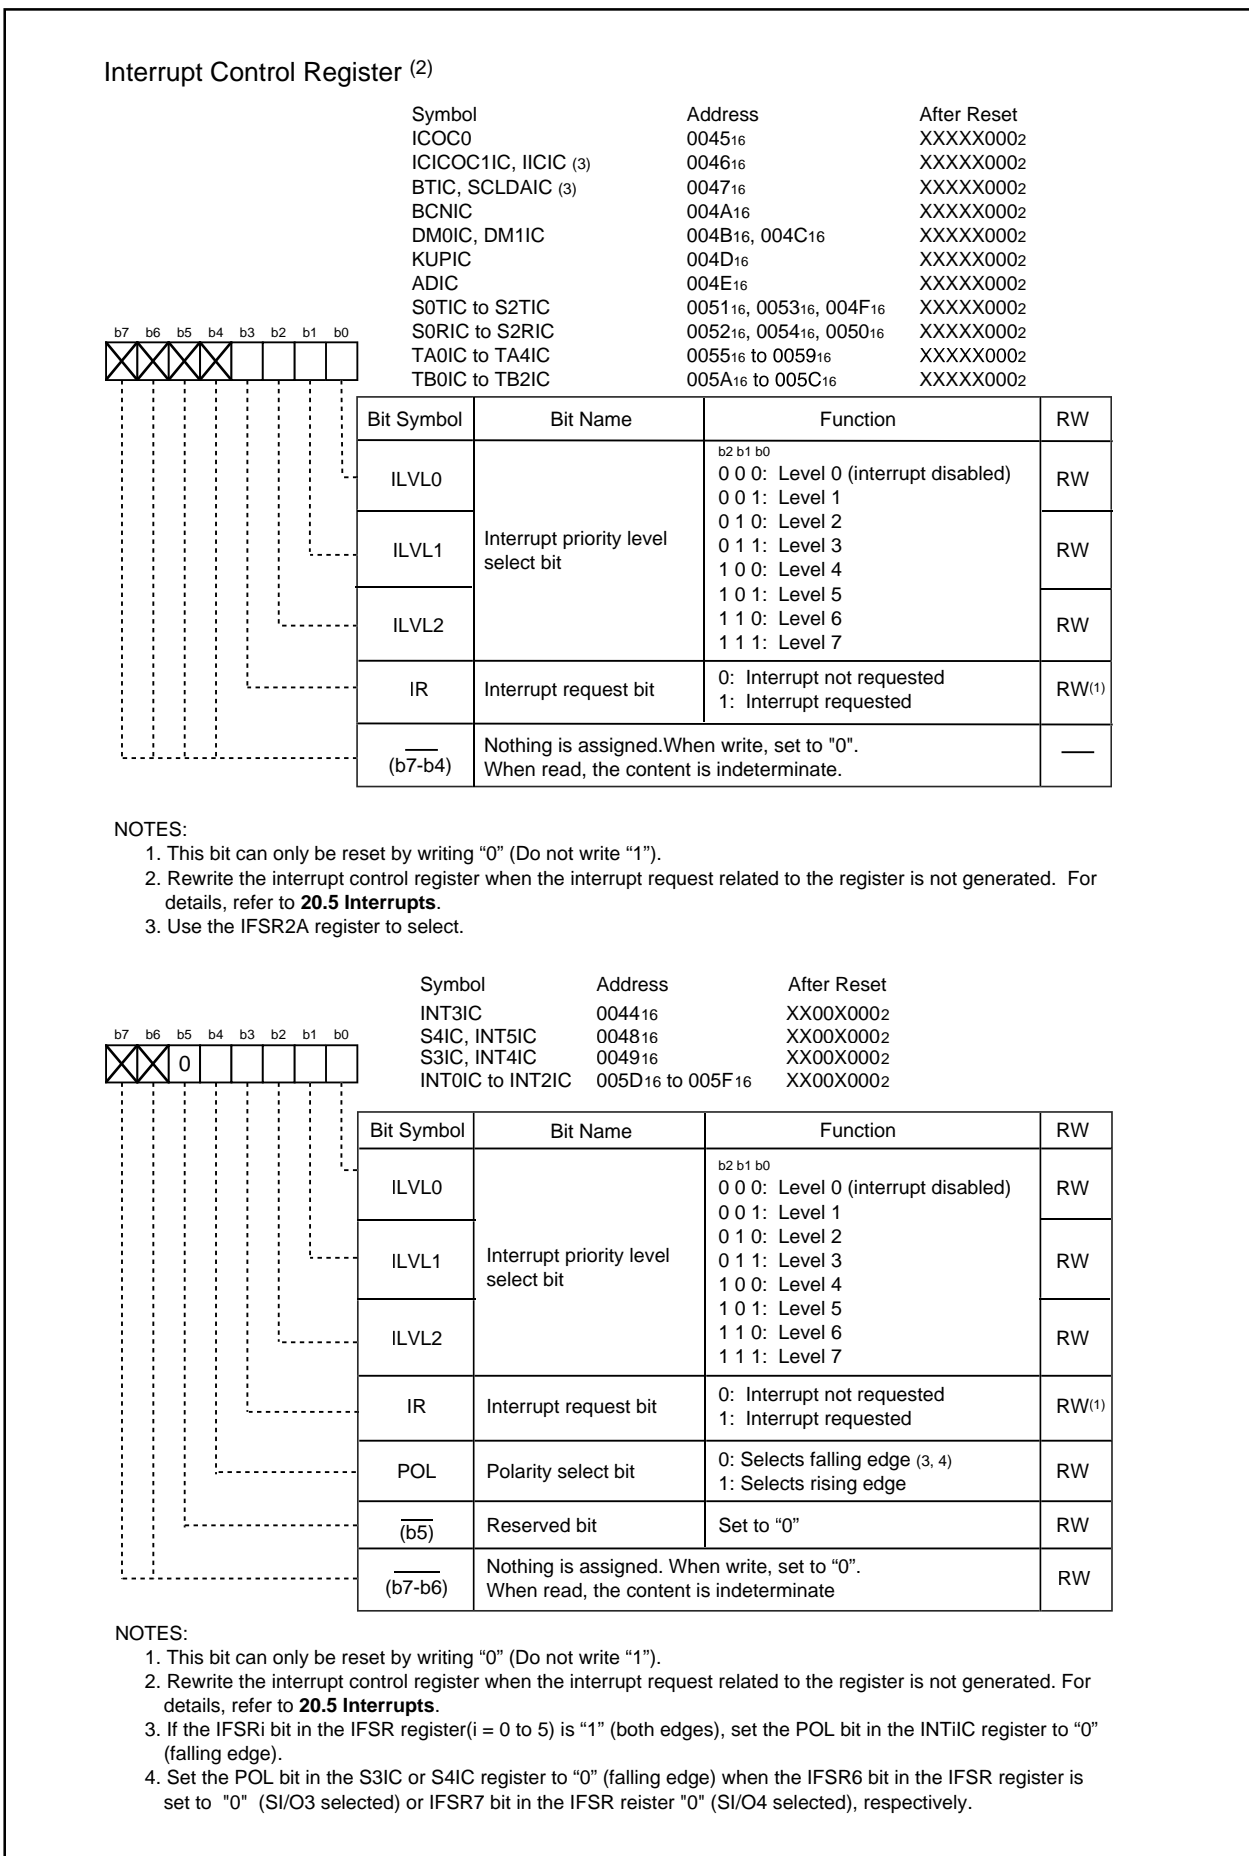 Interrupt Control Register (2)
Symbol Address After Reset
ICOC0 004516 XXXXX0002
ICICOC1IC, IICIC (3) 004616 XXXXX0002
BTIC, SCLDAIC (3) 004716 XXXXX0002
BCNIC 004A16 XXXXX0002
DM0IC, DM1IC 004B16, 004C16 XXXXX0002
KUPIC 004D16 XXXXX0002
ADIC 004E16 XXXXX0002
S0TIC to S2TIC 005116, 005316, 004F16 XXXXX0002
S0RIC to S2RIC 005216, 005416, 005016 XXXXX0002
TA0IC to TA4IC 005516 to 005916 XXXXX0002
TB0IC to TB2IC 005A16 to 005C16 XXXXX0002
b7 b6 b5 b4 b3 b2 b1 b0
Bit Symbol Bit Name Function RW
ILVL0 RW
ILVL1 RW
ILVL2 RW
Interrupt priority level
select bit
b2 b1 b0
0 0 0: Level 0 (interrupt disabled)
0 0 1: Level 1
0 1 0: Level 2
0 1 1: Level 3
1 0 0: Level 4
1 0 1: Level 5
1 1 0: Level 6
1 1 1: Level 7
IR Interrupt request bit RW(1)
0: Interrupt not requested
1: Interrupt requested
(b7-b4)
Nothing is assigned.When write, set to "0".
When read, the content is indeterminate.
NOTES:
1. This bit can only be reset by writing “0” (Do not write “1”).
2. Rewrite the interrupt control register when the interrupt request related to the register is not generated. For
details, refer to 20.5 Interrupts.
3. Use the IFSR2A register to select.
Symbol Address After Reset
INT3IC 004416 XX00X0002
S4IC, INT5IC 004816 XX00X0002
S3IC, INT4IC 004916 XX00X0002
INT0IC to INT2IC 005D16 to 005F16 XX00X0002
b7 b6 b5 b4 b3 b2 b1 b0
0
Bit Symbol Bit Name Function RW
ILVL0 RW
ILVL1 RW
ILVL2 RW
Interrupt priority level
select bit
b2 b1 b0
0 0 0: Level 0 (interrupt disabled)
0 0 1: Level 1
0 1 0: Level 2
0 1 1: Level 3
1 0 0: Level 4
1 0 1: Level 5
1 1 0: Level 6
1 1 1: Level 7
IR Interrupt request bit RW(1)
0: Interrupt not requested
1: Interrupt requested
POL Polarity select bit RW
0: Selects falling edge (3, 4)
1: Selects rising edge
(b5) Reserved bit Set to “0” RW
(b7-b6) RW
Nothing is assigned. When write, set to “0”.
When read, the content is indeterminate
NOTES:
1. This bit can only be reset by writing “0” (Do not write “1”).
2. Rewrite the interrupt control register when the interrupt request related to the register is not generated. For
details, refer to 20.5 Interrupts.
3. If the IFSRi bit in the IFSR register(i = 0 to 5) is “1” (both edges), set the POL bit in the INTiIC register to “0”
(falling edge).
4. Set the POL bit in the S3IC or S4IC register to “0” (falling edge) when the IFSR6 bit in the IFSR register is
set to "0" (SI/O3 selected) or IFSR7 bit in the IFSR reister "0" (SI/O4 selected), respectively.